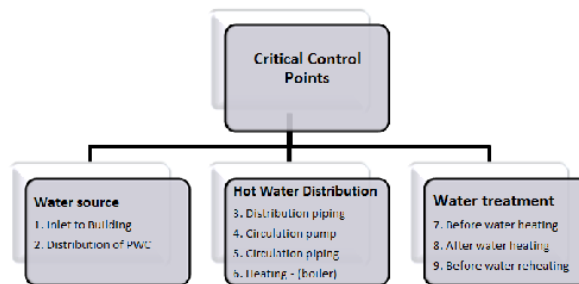 Critical Control
Points
Water source
1. Inlet to Building
2. Distribution of PWC
Hot Water Distribution
3. Distribution piping
4. Circulation pump
5. Circulation piping
6. Heating - (boiler)
Water treatment
7. Before water heating
8. After water heating
9. Before water reheating